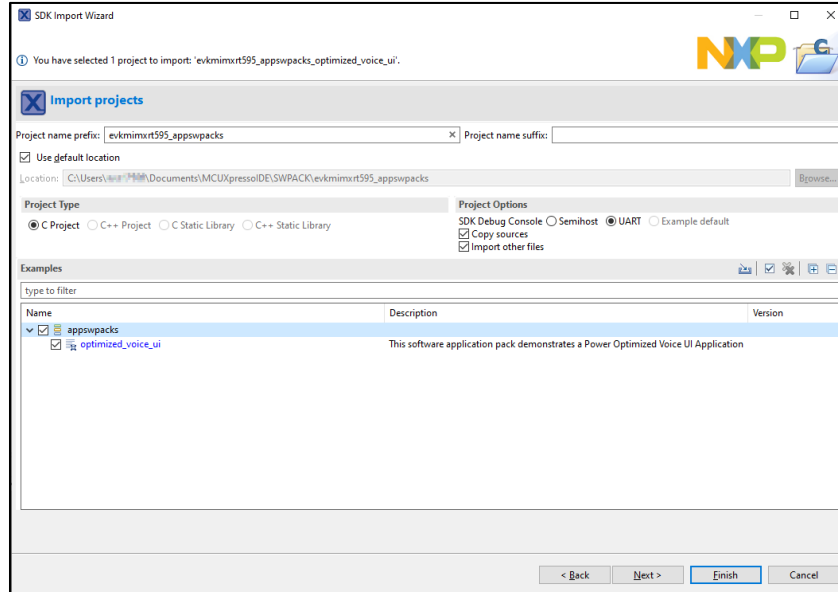 SDK Import Wizard
You have selected 1 project to import: 'evkmimxrt595_appswpacks_optimized_voice_ui'.
NXP
C
Import projects
Project name prefix: evkmimxrt595_appswpacks Project name suffix:
Use default location
Location: C:\Users\ \Documents\MCUXpressoIDE\SWPACK\evkmimxrt595_appswpacks Browse...
Project Type Project Options
C Project C++ Project C Static Library C++ Static Library SDK Debug Console Semihost UART Example default
Copy sources
Import other files
Examples
type to filter
Name Description Version
appswpacks
optimized_voice_ui This software application pack demonstrates a Power Optimized Voice UI Application
< Back Next > Finish Cancel